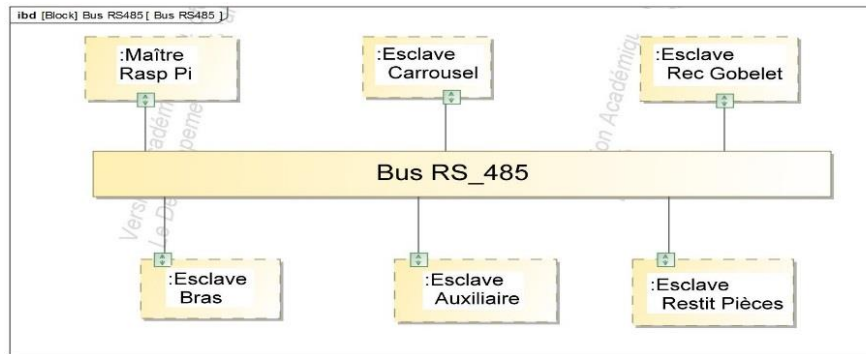 ibd [Block] Bus RS485 [ Bus RS485 ]
:Maître
Rasp Pi
:Esclave
Carrousel
:Esclave
Rec Gobelet
Bus RS_485
:Esclave
Bras
:Esclave
Auxiliaire
:Esclave
Restit Pièces